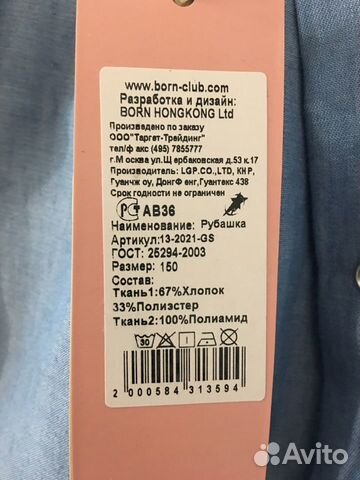 www.born-club.com
Разработка и дизайн:
BORN HONGKONG Ltd
Произведено по заказу
ООО"Таргет-Трейдинг"
тел/ф акс (495) 7855777
г.М осква ул.Щ ербаковская д.53 к.17
Производитель: LGP.CO.,LTD, КНР,
Гуанчж оу, ДонгФ енг,Гуантекс 438
Срок годности не ограничен
РСТ АВ36
Наименование: Рубашка
Артикул:13-2021-GS
ГОСТ: 25294-2003
Размер: 150
Состав:
Ткань1:67%Хлопок
33%Полиэстер
Ткань2:100%Полиамид
30
2 000584 313594
Avito